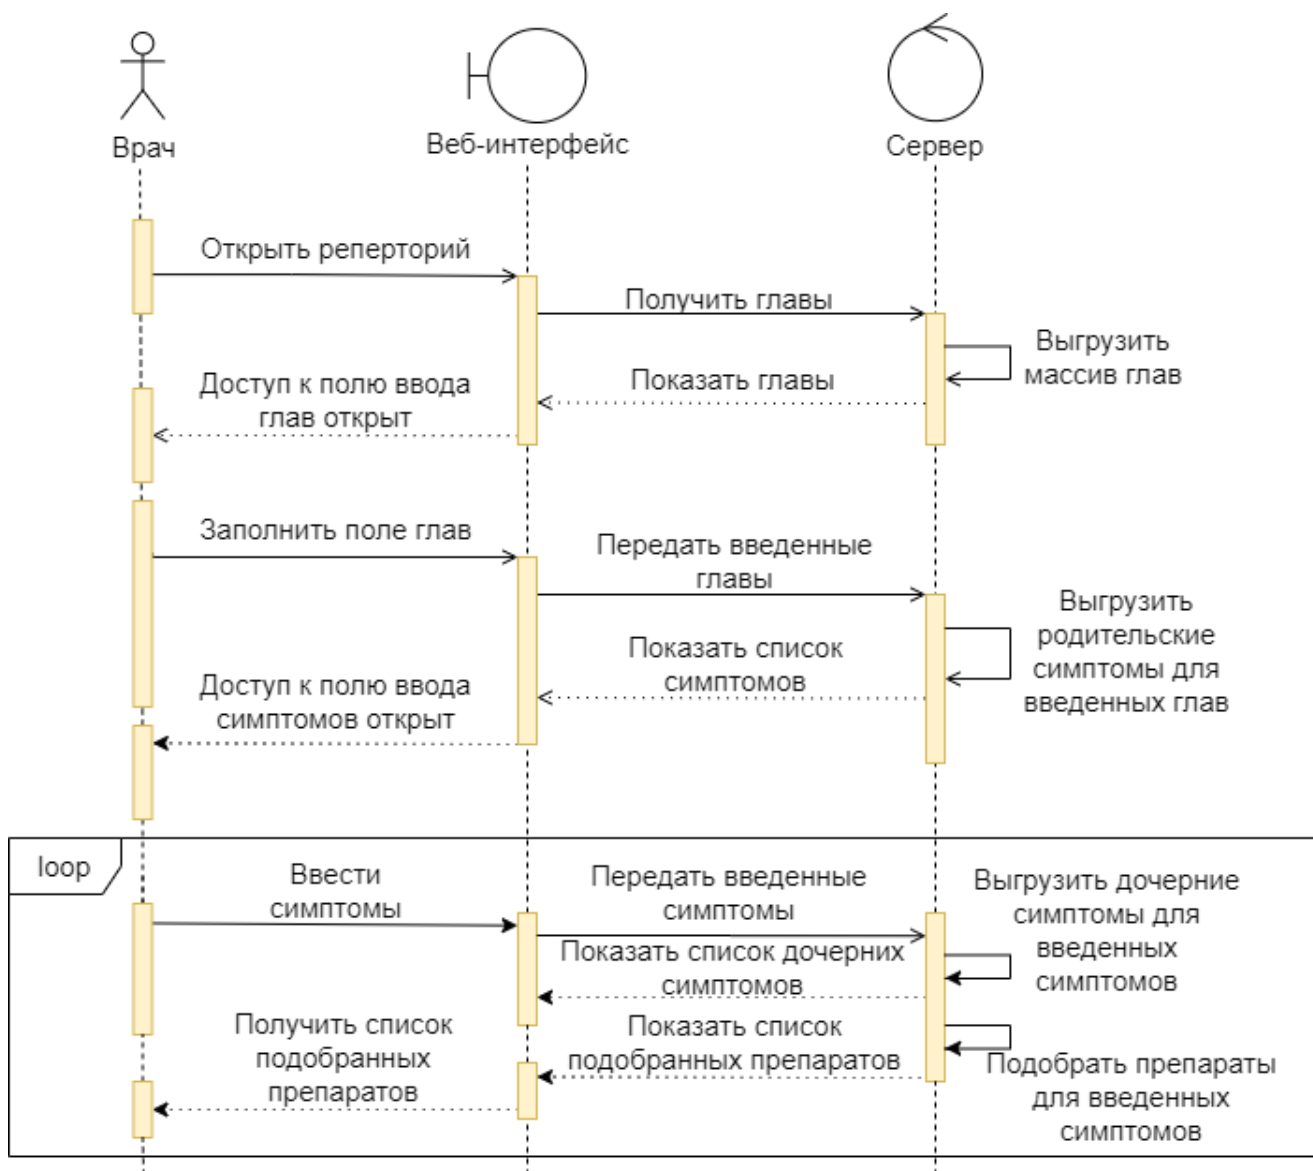 Врач
Веб-интерфейс
Сервер
Открыть реперторий
Получить главы
Выгрузить
массив глав
Показать главы
Доступ к полю ввода
глав открыт
Заполнить поле глав
Передать введенные
главы
Выгрузить
родительские
симптомы для
введенных глав
Показать список
симптомов
Доступ к полю ввода
симптомов открыт
loop
Ввести
симптомы
Передать введенные
симптомы
Выгрузить дочерние
симптомы для
введенных
симптомов
Показать список дочерних
симптомов
Получить список
подобранных
препаратов
Показать список
подобранных препаратов
Подобрать препараты
для введенных
симптомов